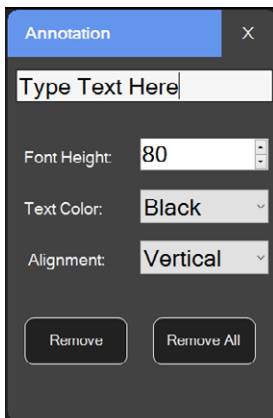 Annotation X
Type Text Here
Font Height: 80
Text Color: Black
Alignment: Vertical
Remove Remove All